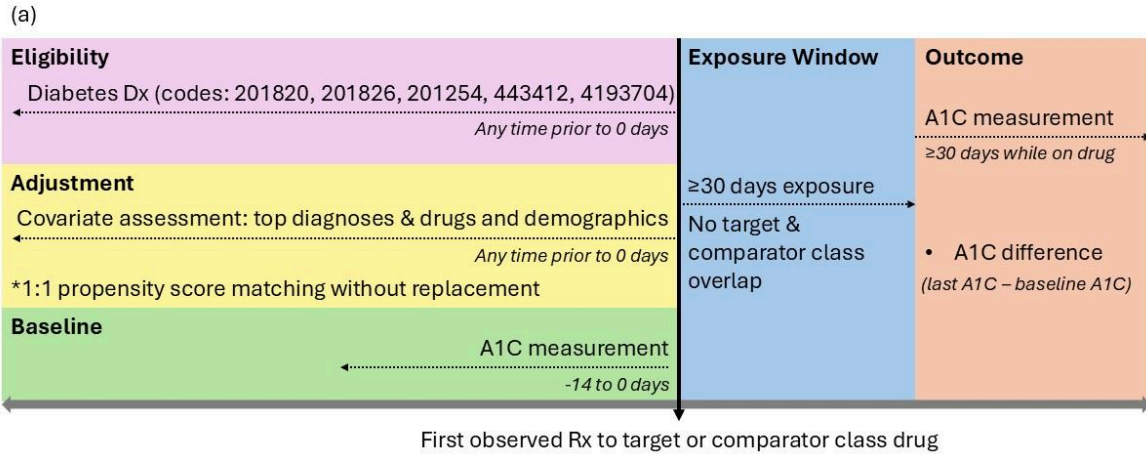 (a)
Eligibility
Diabetes Dx (codes: 201820, 201826, 201254, 443412, 4193704)
Any time prior to 0 days
Adjustment
Covariate assessment: top diagnoses & drugs and demographics
Any time prior to 0 days
*1:1 propensity score matching without replacement
Baseline
A1C measurement
-14 to 0 days
Exposure Window
≥30 days exposure
No target &
comparator class
overlap
Outcome
A1C measurement
≥30 days while on drug
• A1C difference
(last A1C – baseline A1C)
First observed Rx to target or comparator class drug